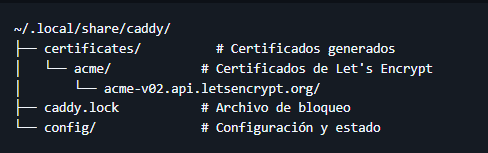 ~/.local/share/caddy/
├── certificates/          # Certificados generados
│   └── acme/              # Certificados de Let's Encrypt
│       └── acme-v02.api.letsencrypt.org/
├── caddy.lock             # Archivo de bloqueo
└── config/                # Configuración y estado